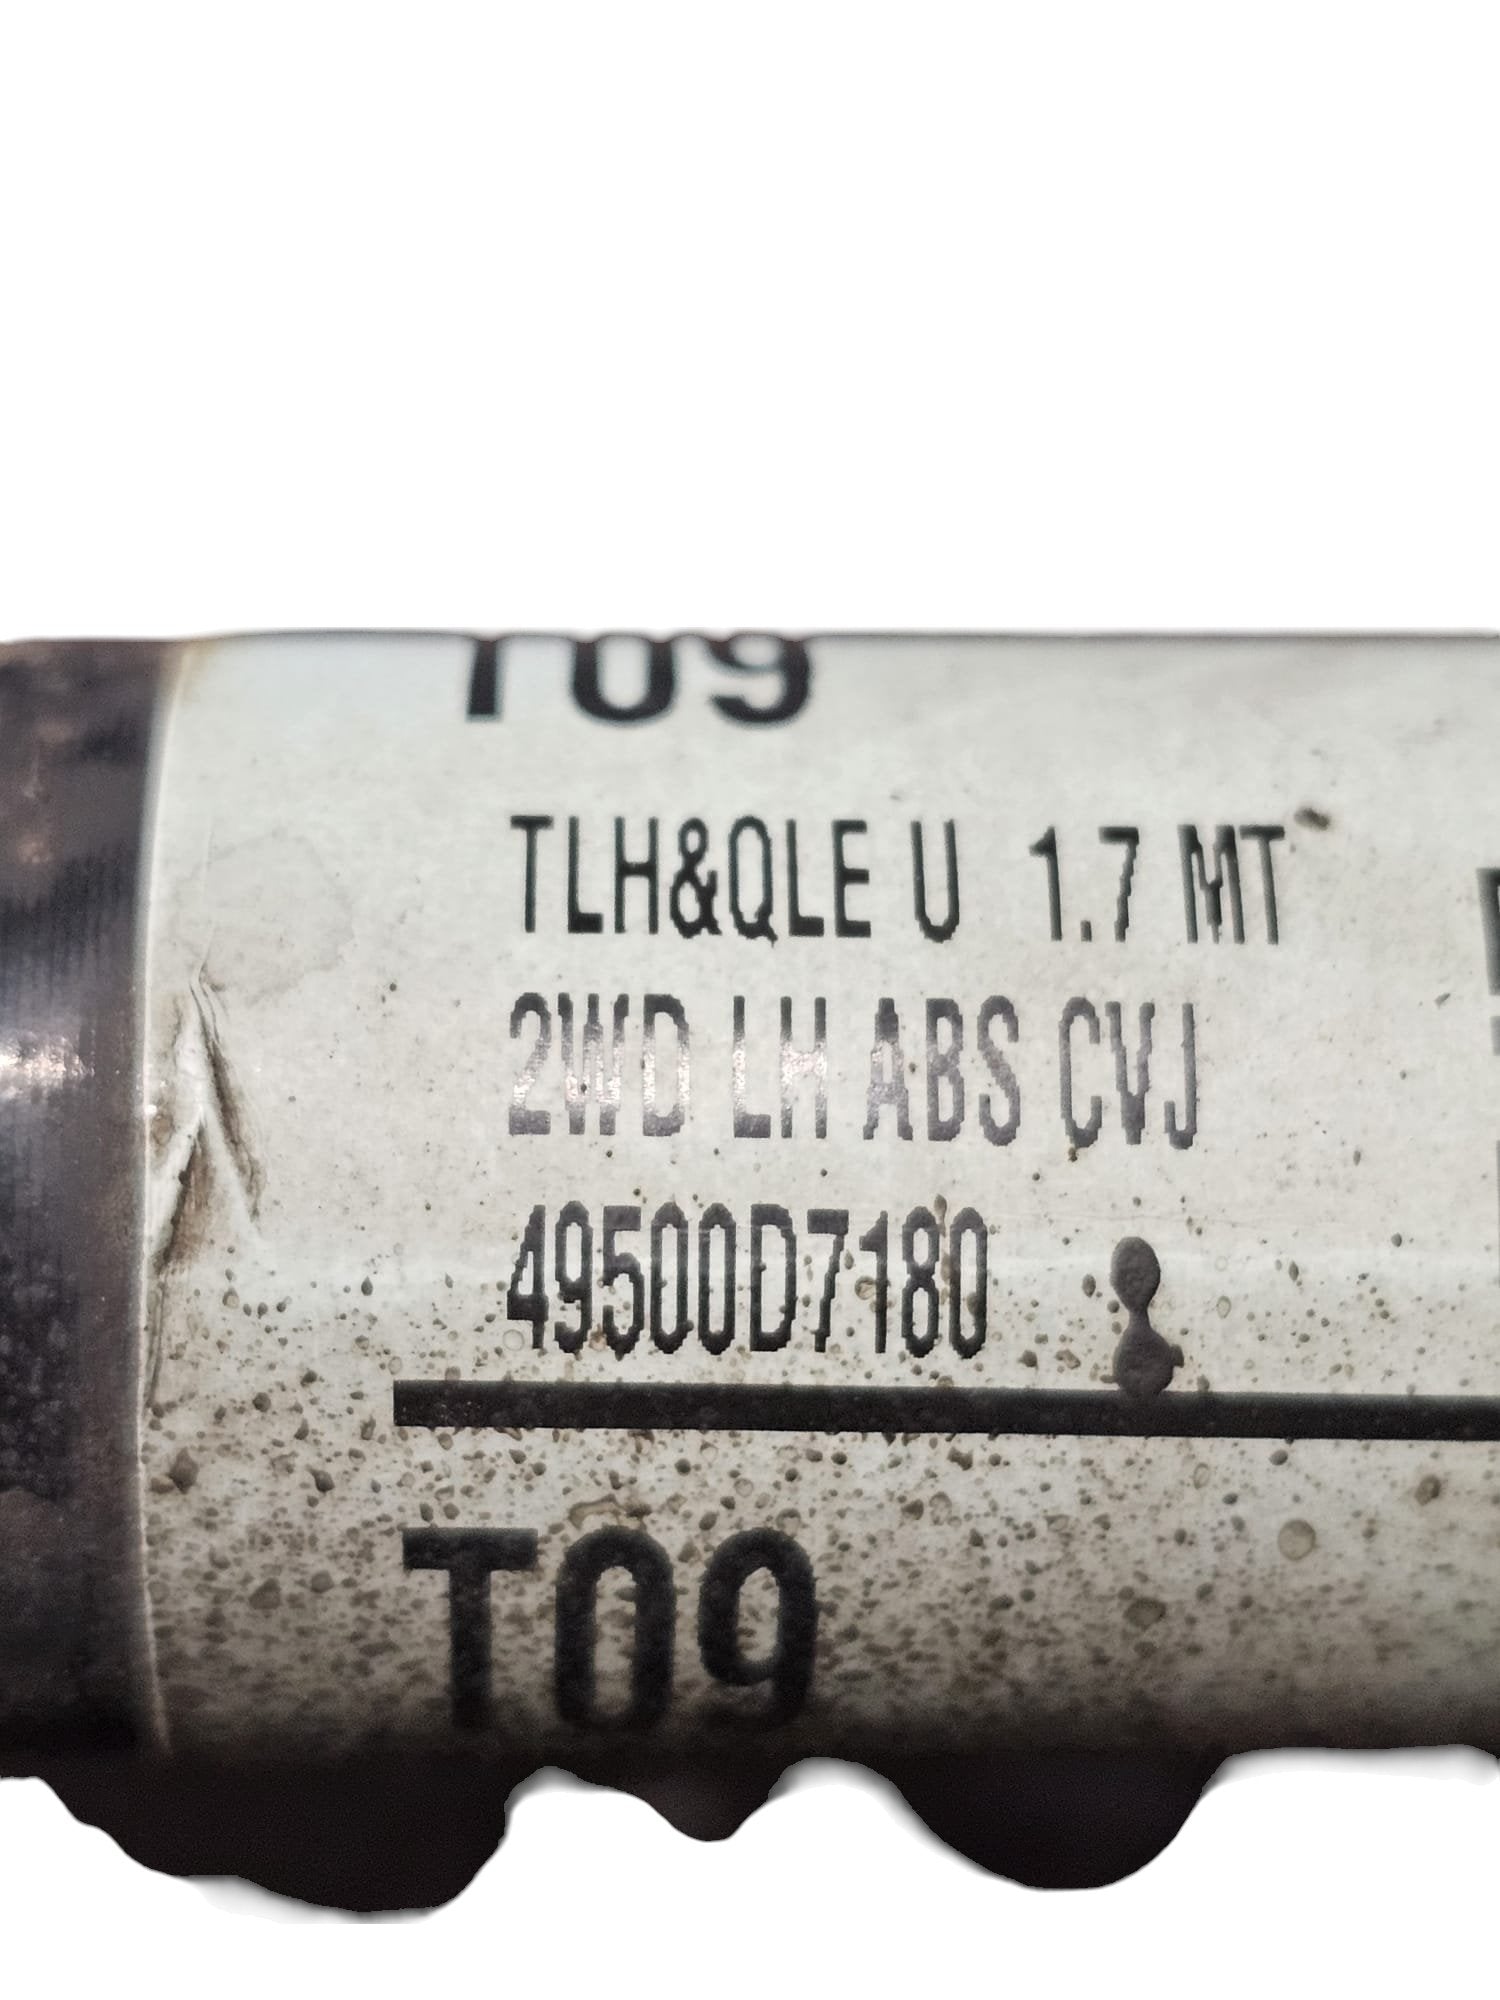 T09
TLH&QLE U 1.7 MT
2WD LH ABS CVJ
49500D7180
T09